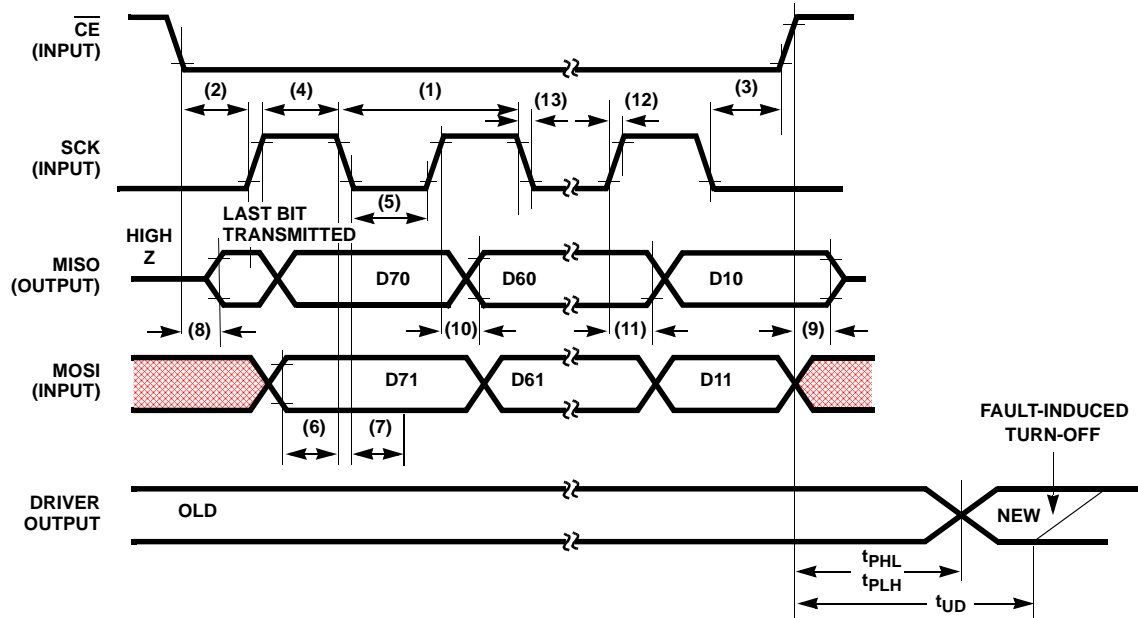 CE
(INPUT)
(2)
(4)
(1)
(13)
(12)
(3)
SCK
(INPUT)
(5)
LAST BIT
TRANSMITTED
HIGH
Z
MISO
(OUTPUT)
D70
D60
D10
(8)
(10)
(11)
(9)
MOSI
(INPUT)
D71
D61
D11
(6)
(7)
FAULT-INDUCED
TURN-OFF
DRIVER
OUTPUT
OLD
NEW
tPHL
tPLH
tUD